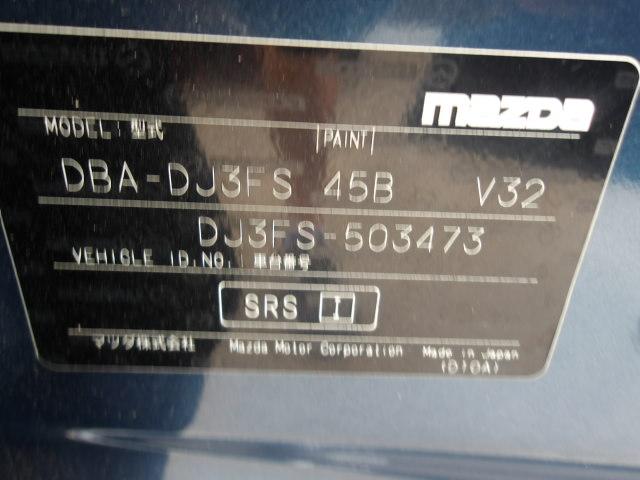 mazda
MODEL 型式 PAINT
DBA-DJ3FS 45B V32
DJ3FS-503473
VEHICLE ID.NO. 車台番号
SRS I
マツダ株式会社 Mazda Motor Corporation Made in Japan
(D10A)